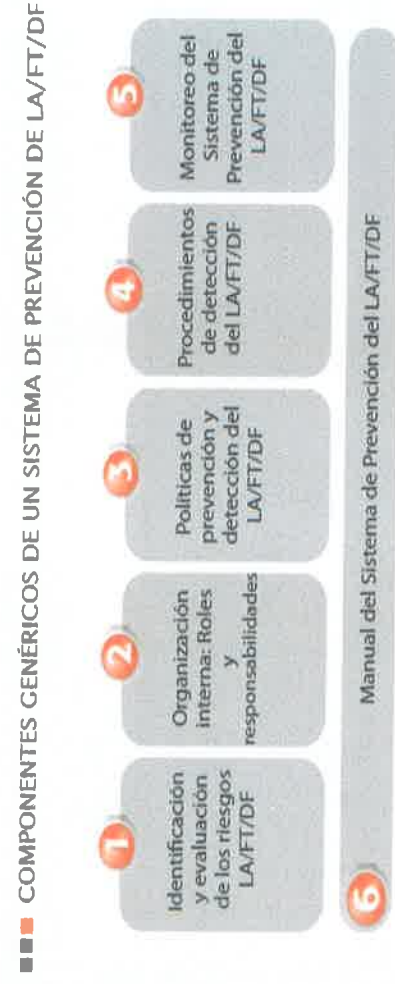 COMPONENTES GENÉRICOS DE UN SISTEMA DE PREVENCIÓN DE LA/FT/DF
1
Identificación
y evaluación
de los riesgos
LA/FT/DF
2
Organización
interna: Roles
y
responsabilidades
3
Políticas de
prevención y
detección del
LA/FT/DF
4
Procedimientos
de detección
del LA/FT/DF
5
Monitoreo del
Sistema de
Prevención del
LA/FT/DF
6
Manual del Sistema de Prevención del LA/FT/DF